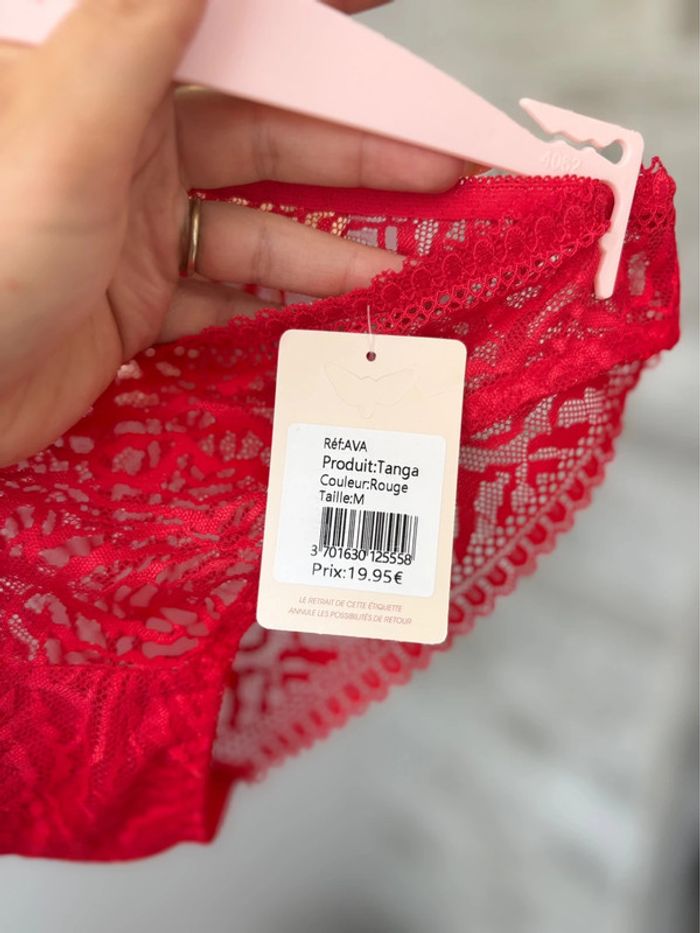 4082
Réf:AVA
Produit:Tanga
Couleur:Rouge
Taille:M
3 701630 125558
Prix:19.95€
LE RETRAIT DE CETTE ÉTIQUETTE
ANNULE LES POSSIBILITÉS DE RETOUR